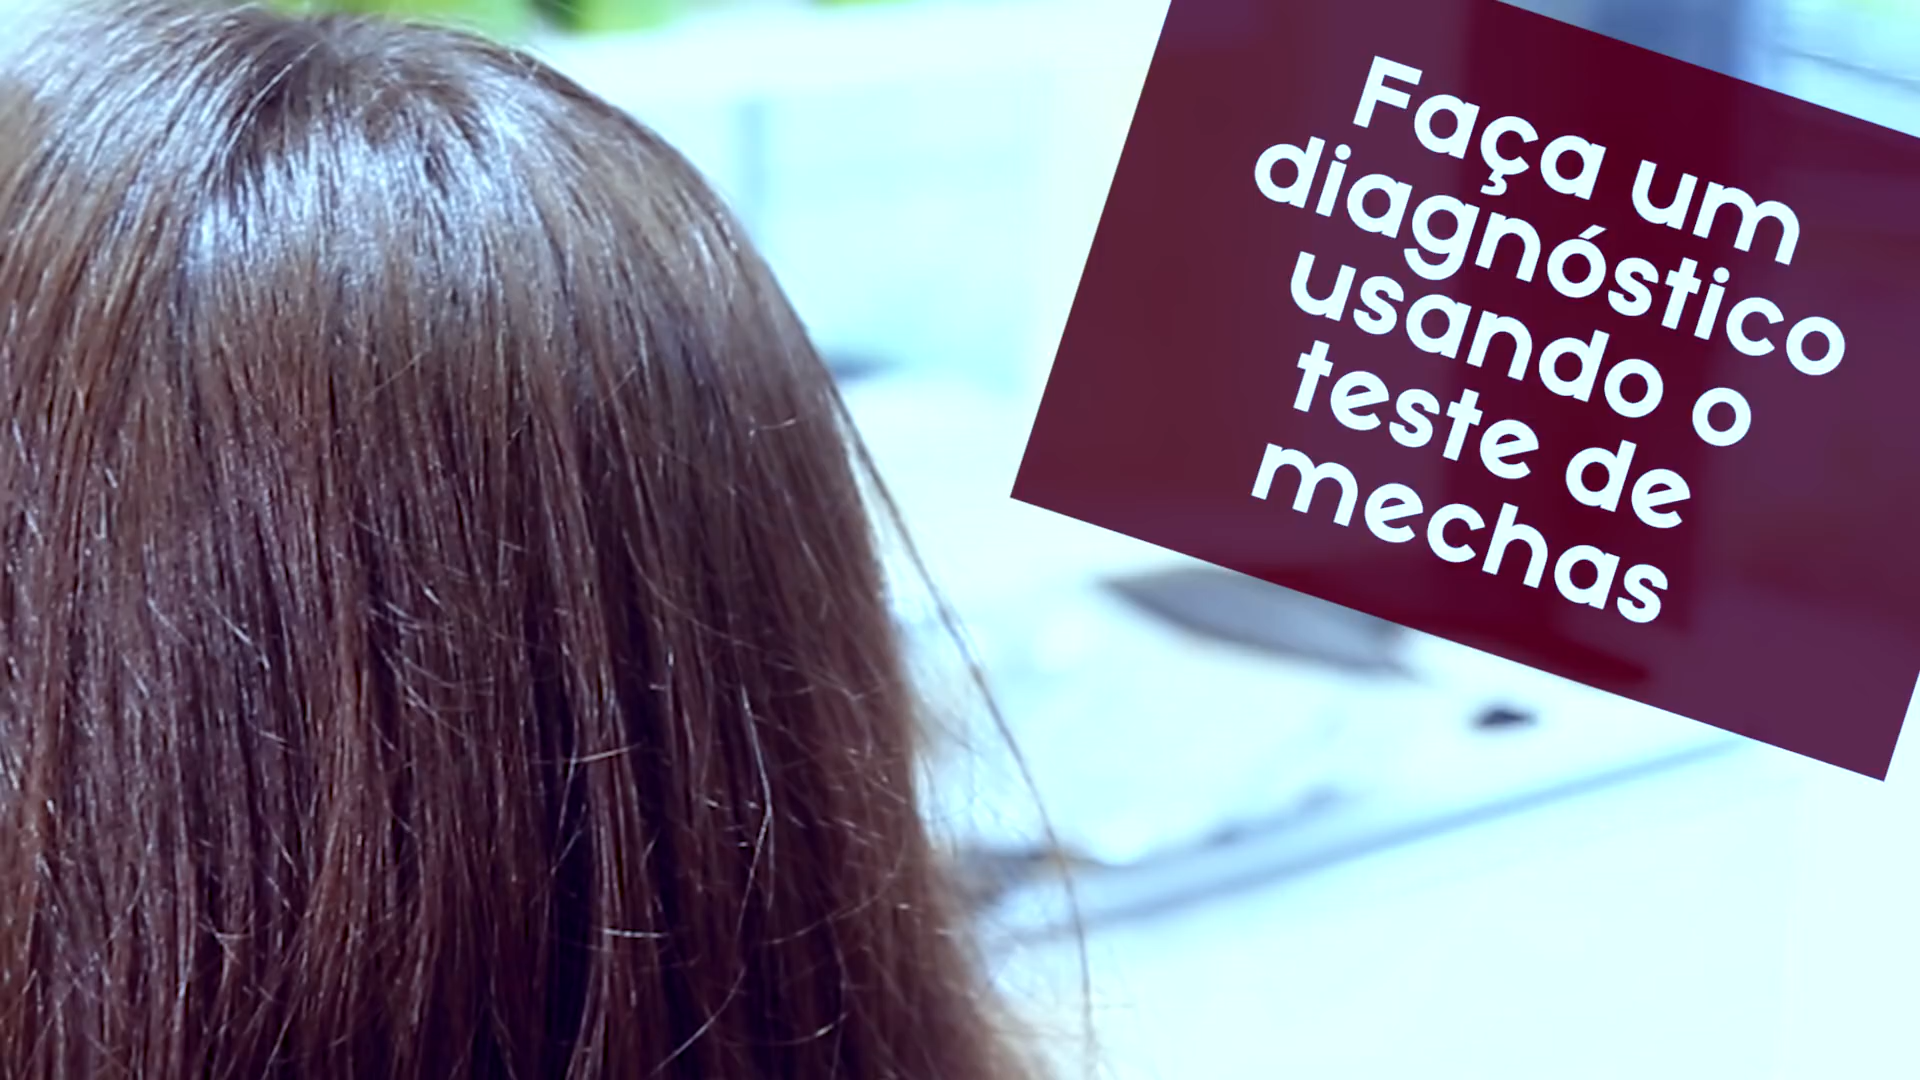 Faça um
diagnóstico
usando o
teste de
mechas